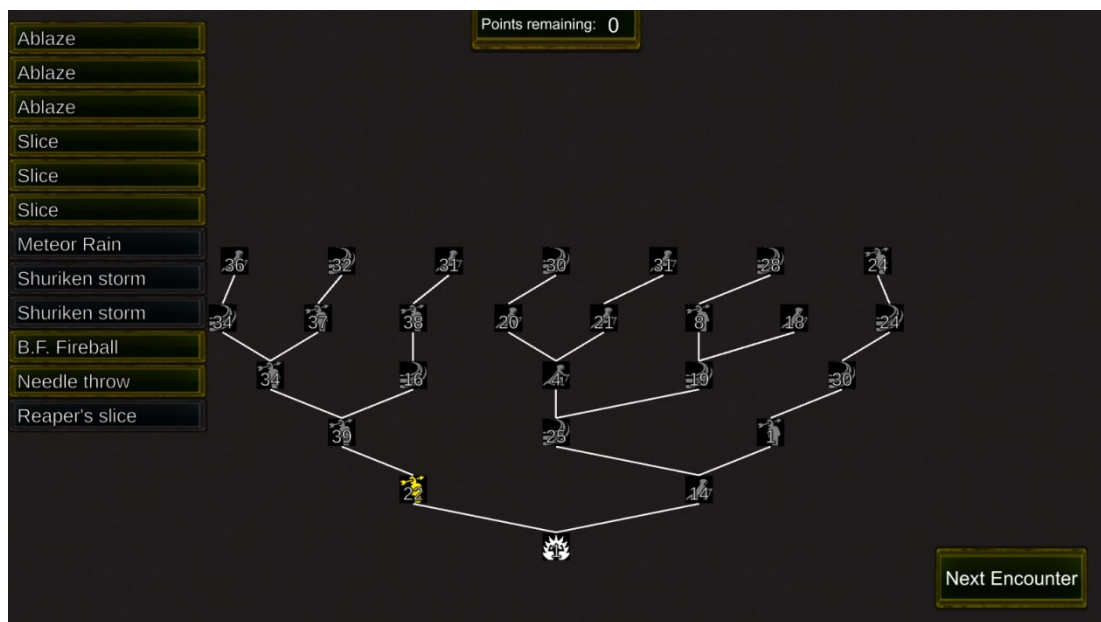 Points remaining: 0
Ablaze
Ablaze
Ablaze
Slice
Slice
Slice
Meteor Rain
Shuriken storm
Shuriken storm
B.F. Fireball
Needle throw
Reaper's slice
36 32 31 30 31 28 24
34 37 38 20 21 8 18 24
34 16 4 19 30
39 25 1
22 14
1
Next Encounter